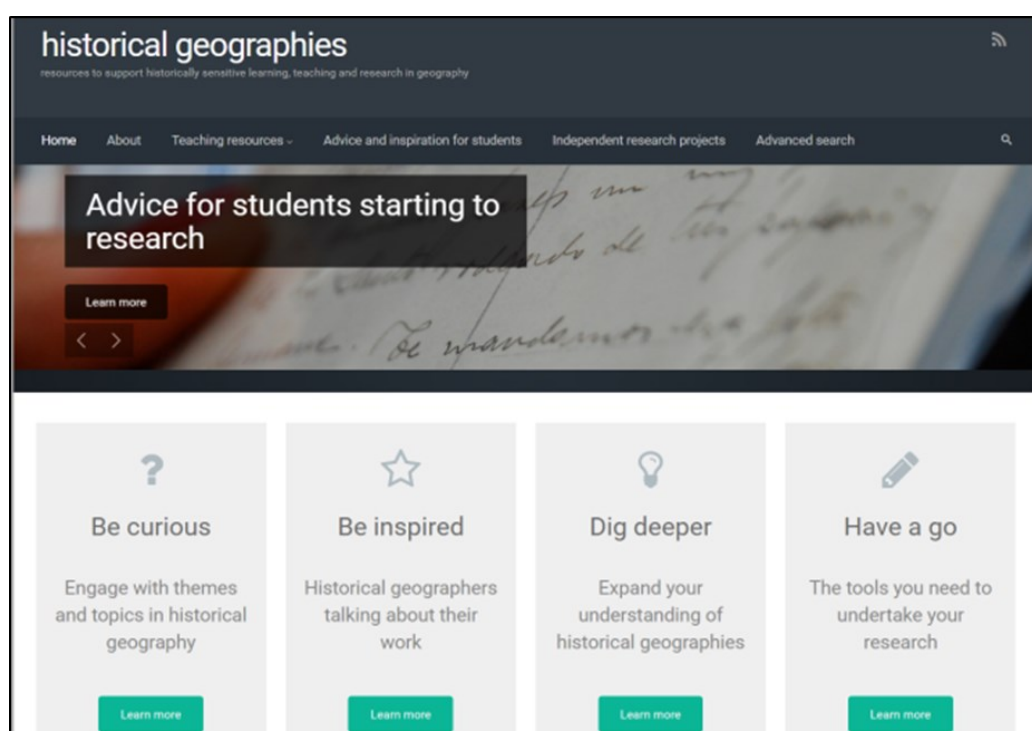 historical geographies
resources to support historically sensitive learning, teaching and research in geography
Home About Teaching resources Advice and inspiration for students Independent research projects Advanced search
Advice for students starting to
research
Learn more
Be curious
Engage with themes
and topics in historical
geography
Learn more
Be inspired
Historical geographers
talking about their
work
Learn more
Dig deeper
Expand your
understanding of
historical geographies
Learn more
Have a go
The tools you need to
undertake your
research
Learn more